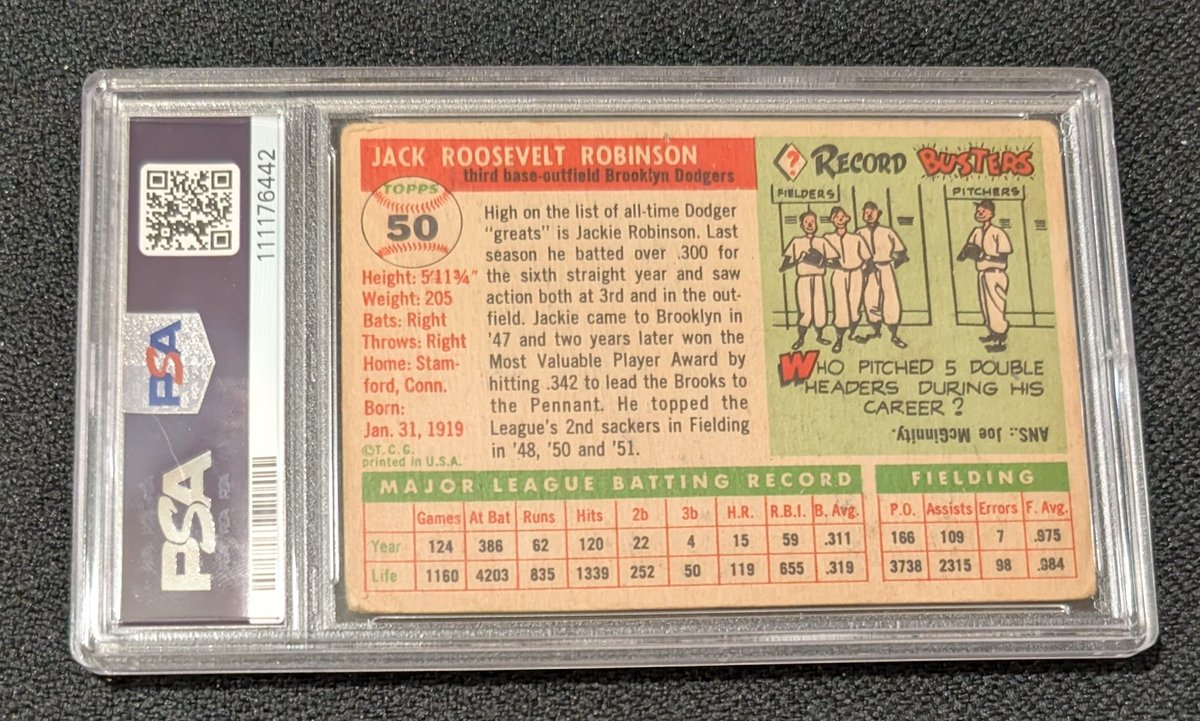 111176442
PSA
PSA
JACK ROOSEVELT ROBINSON
third base-outfield Brooklyn Dodgers
TOPPS
50
Height: 5'11¾"
Weight: 205
Bats: Right
Throws: Right
Home: Stam-
ford, Conn.
Born:
Jan. 31, 1919
©T.C.G.
printed in U.S.A.
High on the list of all-time Dodger
"greats" is Jackie Robinson. Last
season he batted over .300 for
the sixth straight year and saw
action both at 3rd and in the out-
field. Jackie came to Brooklyn in
'47 and two years later won the
Most Valuable Player Award by
hitting .342 to lead the Brooks to
the Pennant. He topped the
League's 2nd sackers in Fielding
in '48, '50 and '51.
? RECORD BUSTERS
FIELDERS PITCHERS
WHO PITCHED 5 DOUBLE
HEADERS DURING HIS
CAREER?
ANS.: Joe McGinnity.
MAJOR LEAGUE BATTING RECORD FIELDING
Games At Bat Runs Hits 2b 3b H.R. R.B.I. B. Avg. P.O. Assists Errors F. Avg.
Year 124 386 62 120 22 4 15 59 .311 166 109 7 .975
Life 1160 4203 835 1339 252 50 119 655 .319 3738 2315 98 .984